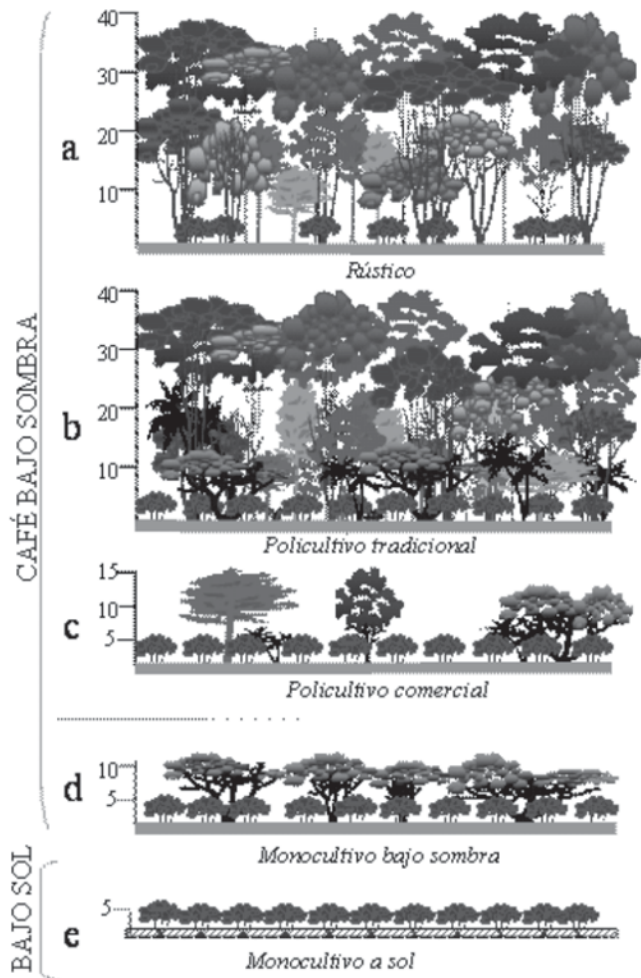 CAFÉ BAJO SOMBRA
a
40
30
20
10
Rústico
b
40
30
20
10
Policultivo tradicional
c
15
10
5
Policultivo comercial
d
10
5
Monocultivo bajo sombra
BAJO SOL
e
5
Monocultivo a sol